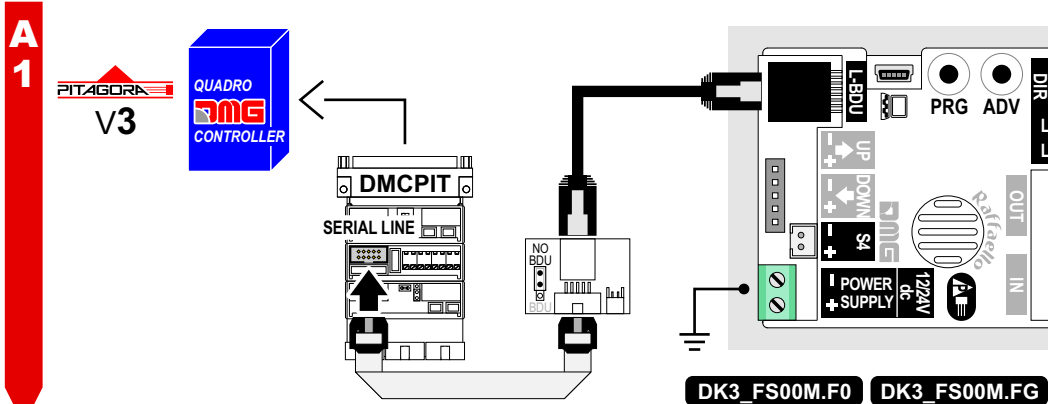 A
1
PITAGORA
V3
QUADRO
DMG
CONTROLLER
DMCPIT
SERIAL LINE
NO
BDU
BDU
L-BDU
PRG
ADV
DIR
UP
- +
DOWN
- +
DMG
S4
- +
Raffaello
OUT
IN
- POWER
+ SUPPLY
12/24V
dc
DK3_FS00M.F0
DK3_FS00M.FG